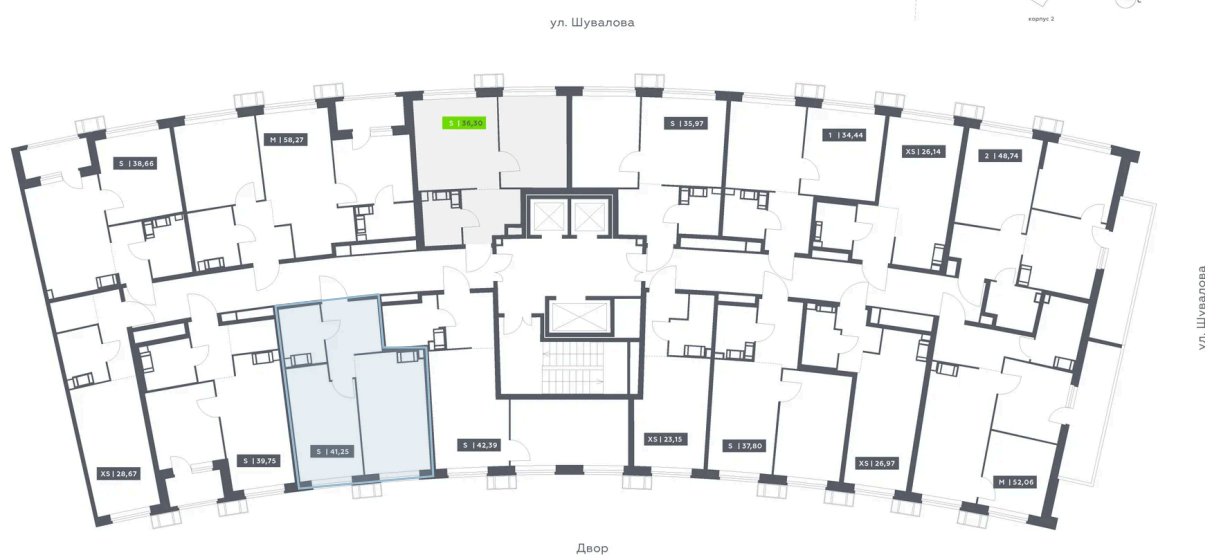 корпус 2
ул. Шувалова
S | 36,30
S | 35,97
1 | 34,44
M | 58,27
XS | 26,14
2 | 48,74
S | 38,66
ул. Шувалова
S | 42,39
XS | 23,15
S | 37,80
S | 41,25
S | 39,75
XS | 26,97
XS | 28,67
M | 52,06
Двор